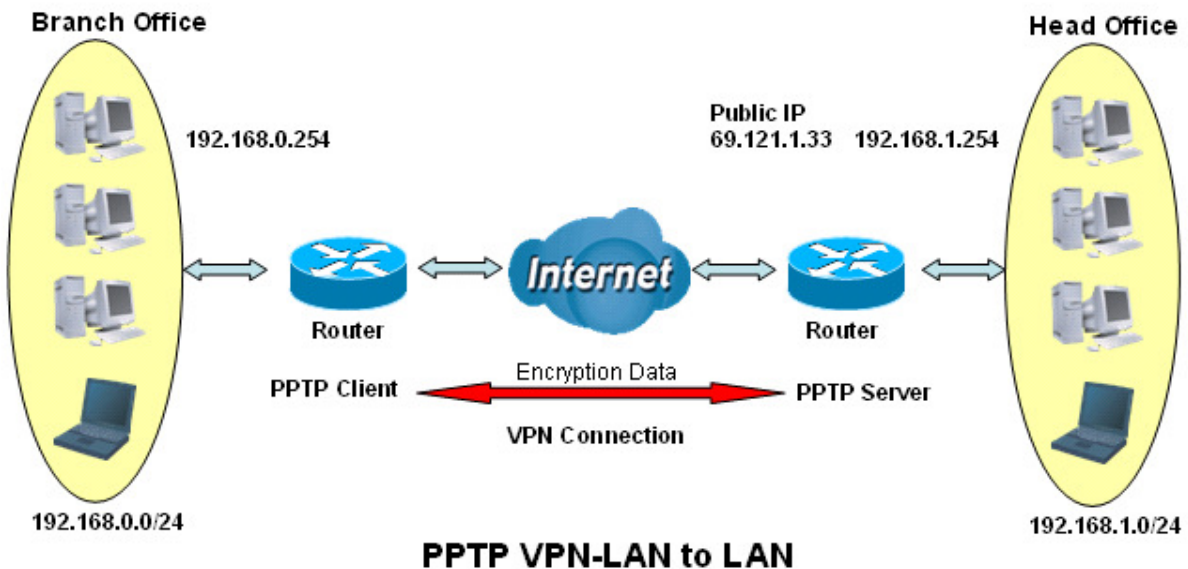 Branch Office
Head Office
Public IP
69.121.1.33
192.168.0.254
192.168.1.254
Internet
Router
Router
Encryption Data
PPTP Client
PPTP Server
VPN Connection
192.168.0.0/24
192.168.1.0/24
PPTP VPN-LAN to LAN